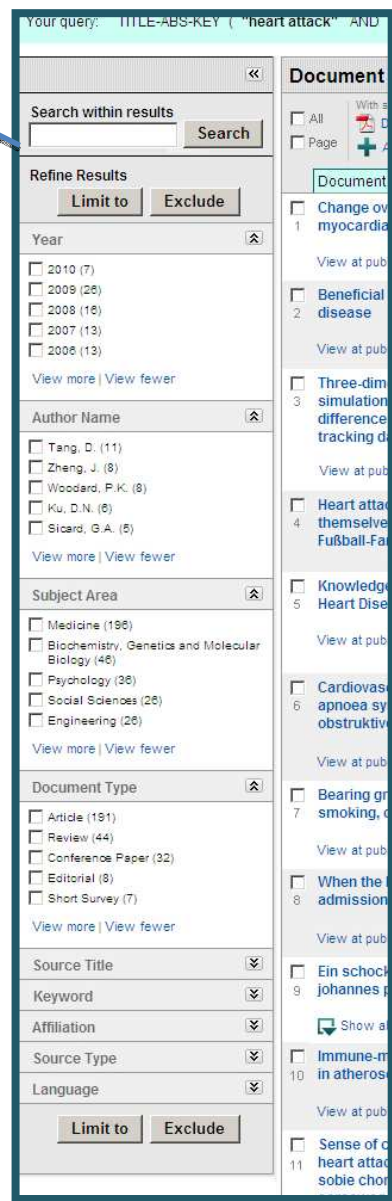 Your query: TITLE-ABS-KEY ( "heart attack" AND
Search within results
Search
Refine Results
Limit to Exclude
Year
2010 (7)
2009 (26)
2008 (16)
2007 (13)
2006 (13)
View more | View fewer
Author Name
Tang, D. (11)
Zheng, J. (8)
Woodard, P.K. (8)
Ku, D.N. (6)
Sicard, G.A. (5)
View more | View fewer
Subject Area
Medicine (196)
Biochemistry, Genetics and Molecular
Biology (46)
Psychology (36)
Social Sciences (26)
Engineering (26)
View more | View fewer
Document Type
Article (191)
Review (44)
Conference Paper (32)
Editorial (8)
Short Survey (7)
View more | View fewer
Source Title
Keyword
Affiliation
Source Type
Language
Limit to Exclude
Document
All
With s
Page
Document
Change ov
1 myocardia
View at pub
Beneficial
2 disease
View at pub
Three-dim
3 simulation
difference
tracking da
View at pub
Heart attac
4 themselve
Fußball-Fa
Knowledge
5 Heart Dise
View at pub
Cardiovasc
6 apnoea sy
obstruktive
View at pub
Bearing gr
7 smoking, c
View at pub
When the
8 admission
View at pub
Ein schock
9 johannes p
Show al
Immune-m
10 in atheros
View at pub
Sense of c
11 heart attac
sobie chor